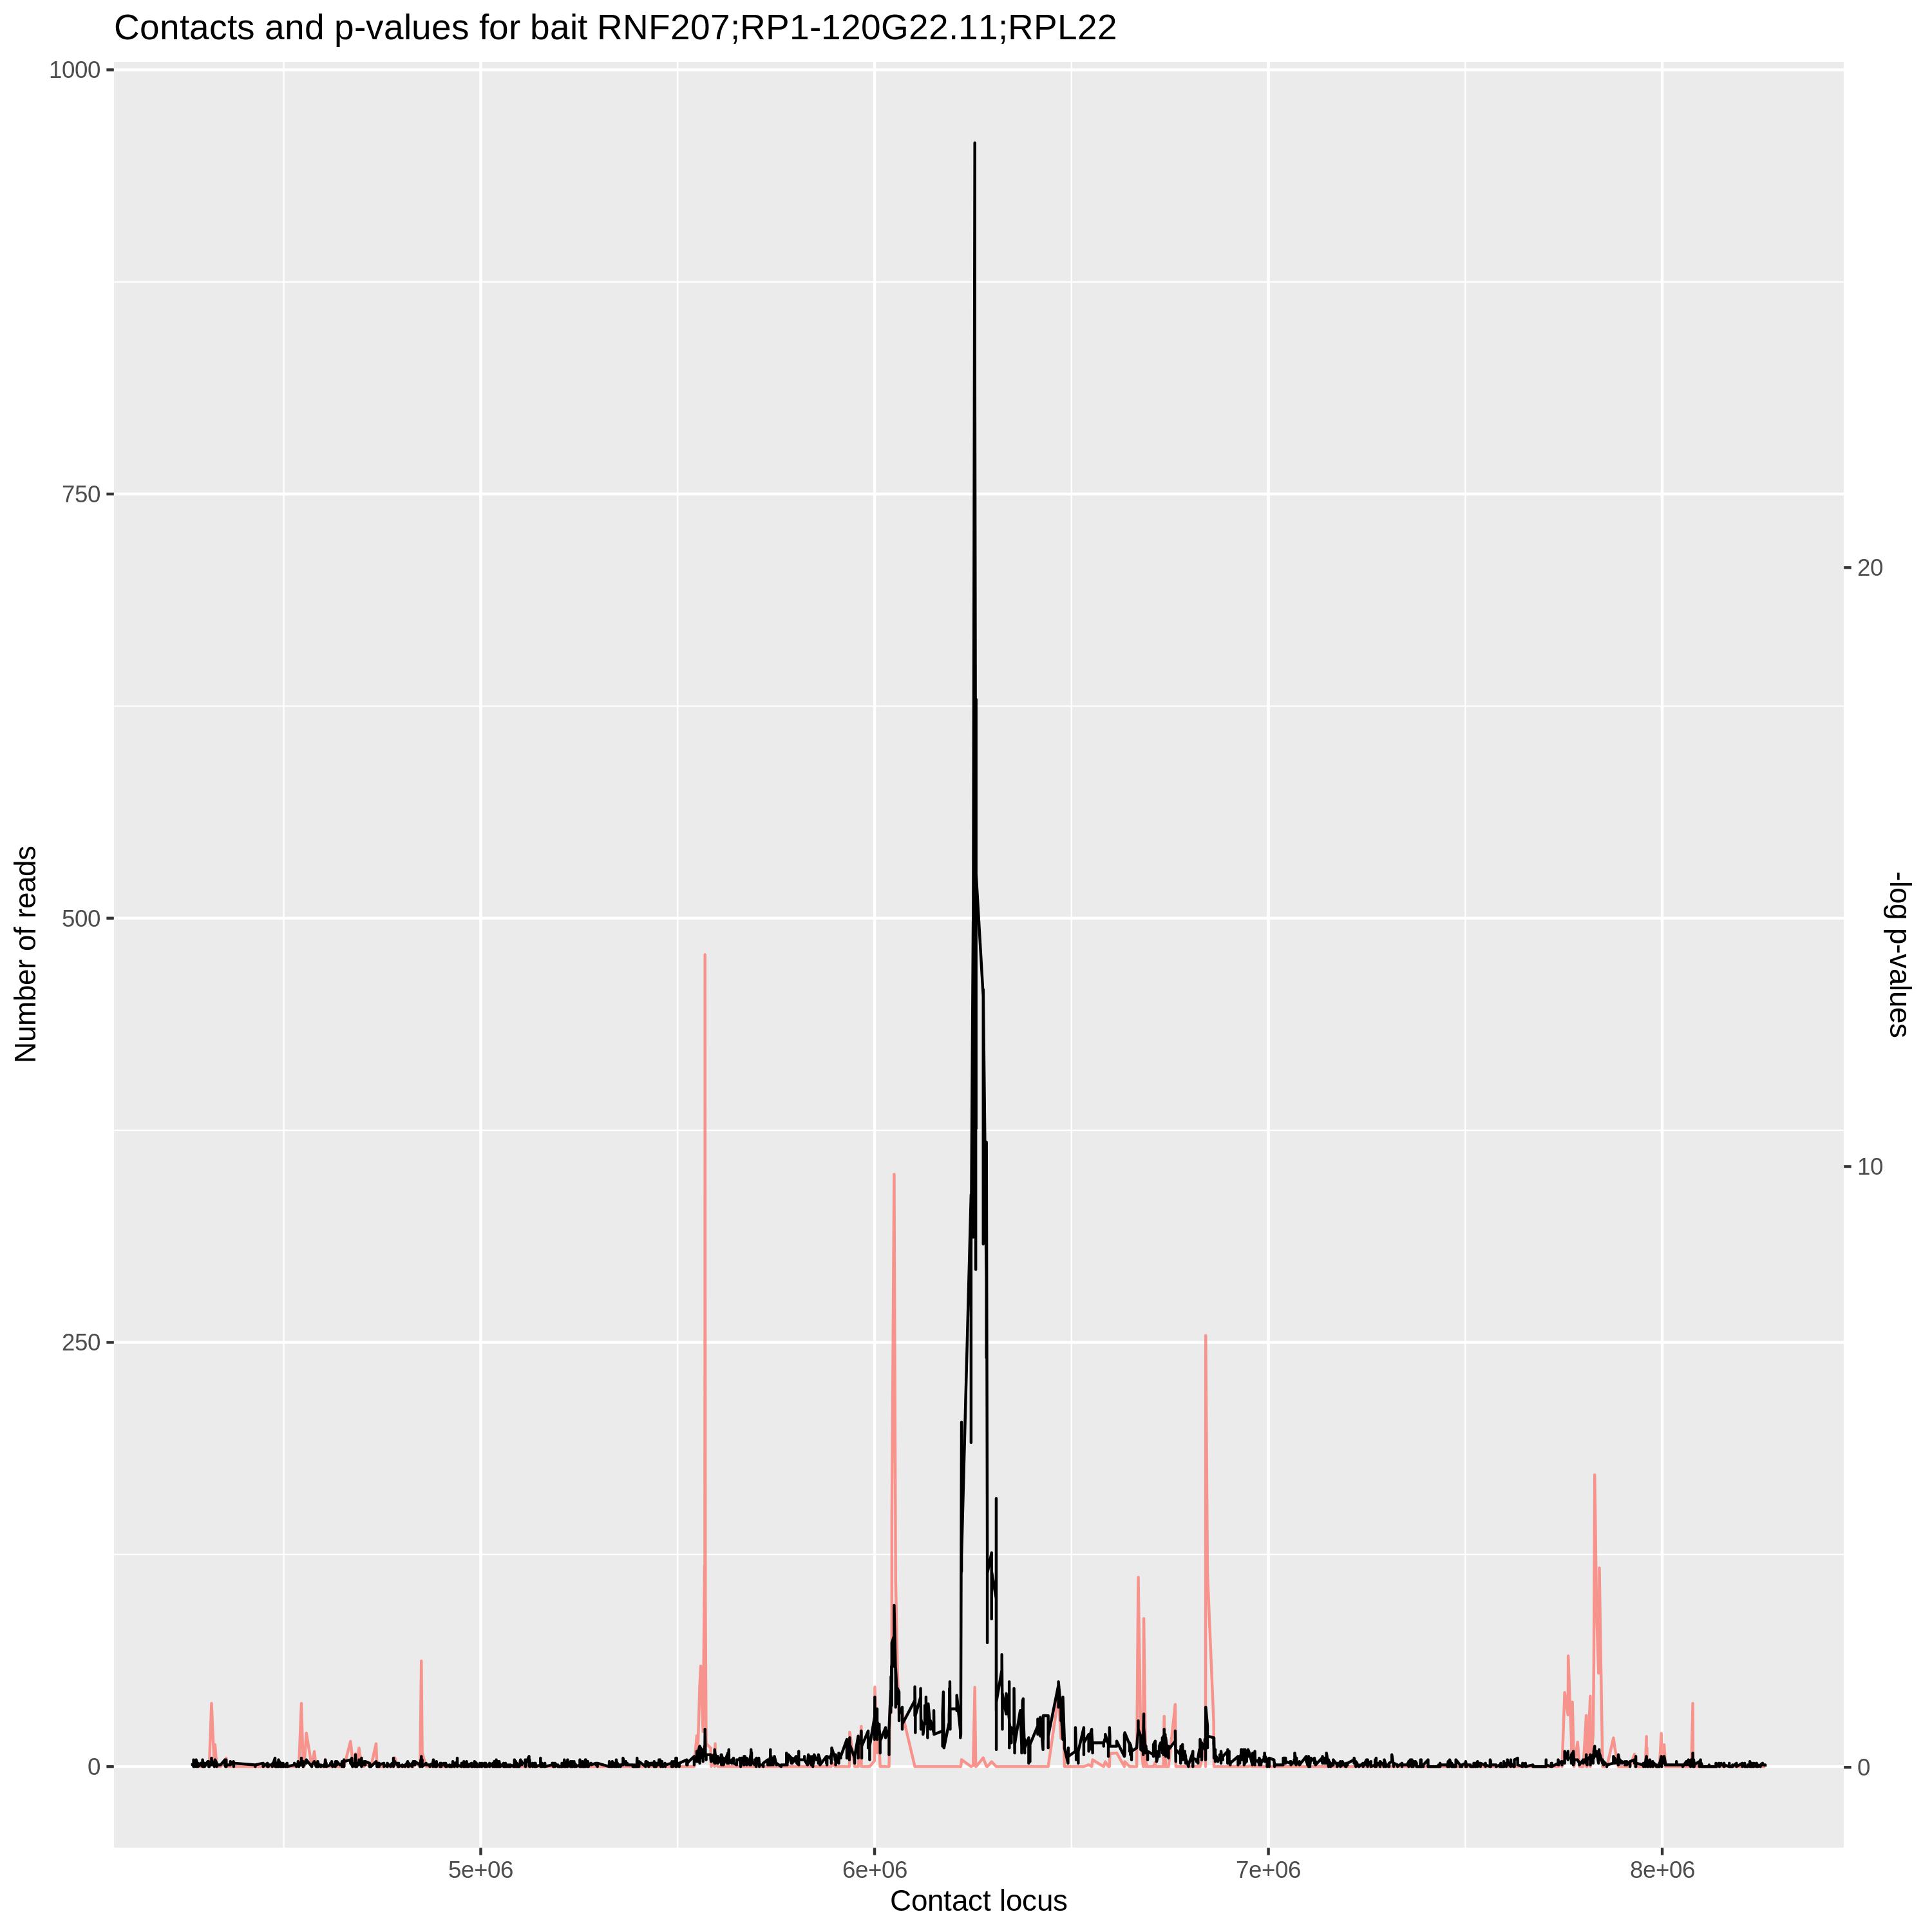 Contacts and p-values for bait RNF207;RP1-120G22.11;RPL22
1000
750
500
250
0
Number of reads
20
10
0
-log p-values
5e+06
6e+06
7e+06
8e+06
Contact locus